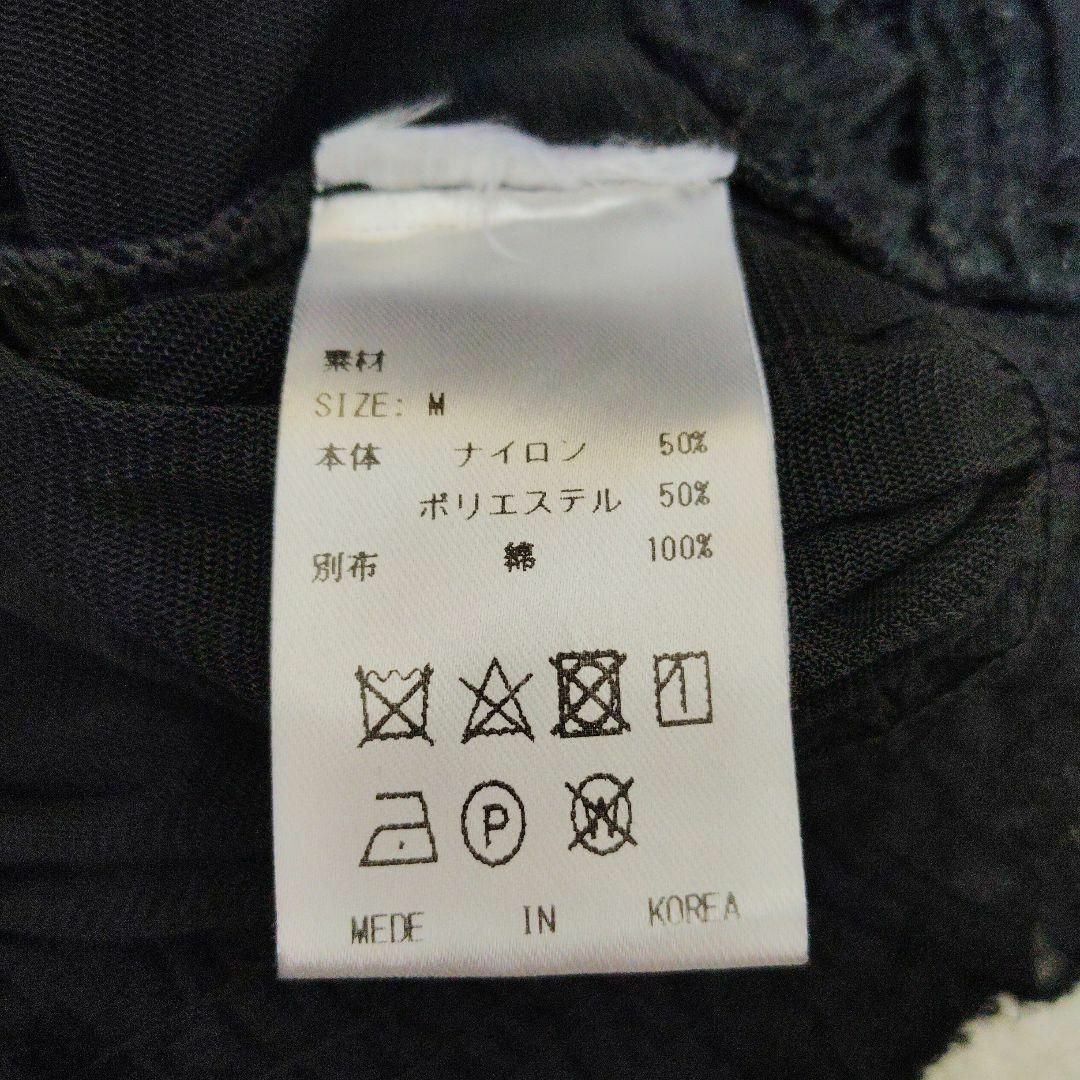 素材
SIZE: M
本体 ナイロン 50%
ポリエステル 50%
別布 綿 100%
P
W
MEDE IN KOREA